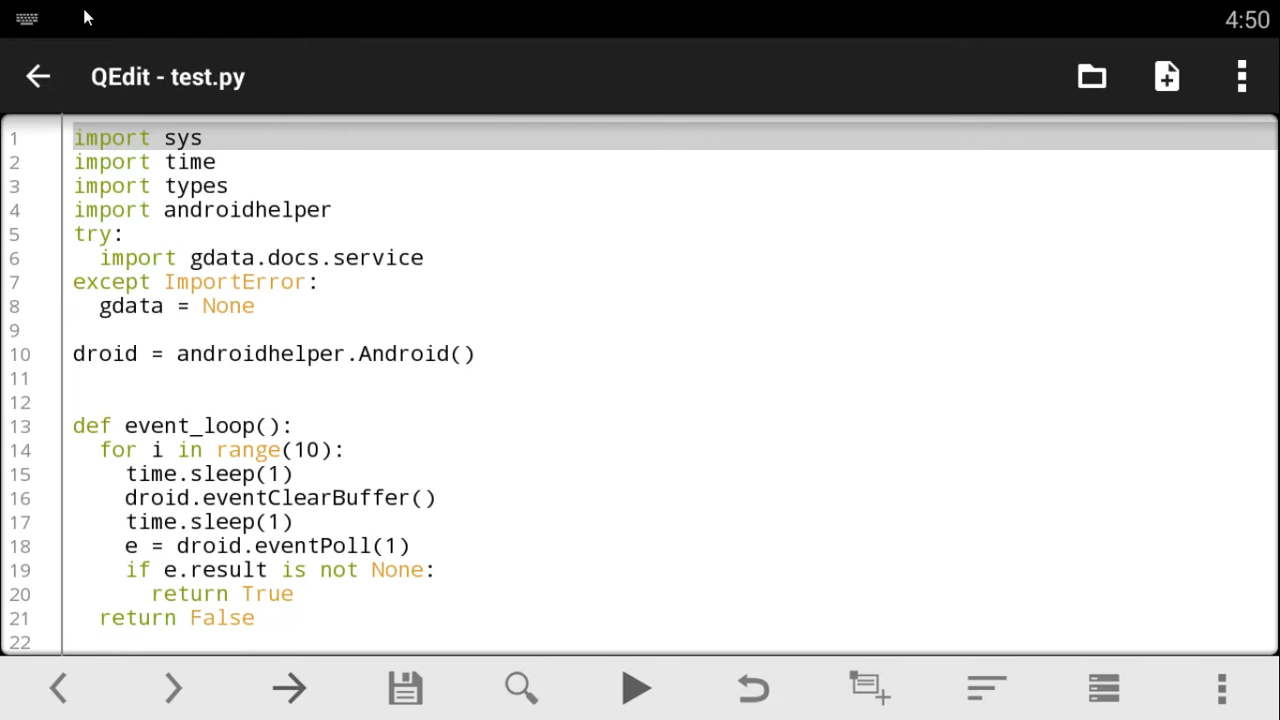 4:50
QEdit - test.py
1 import sys
2 import time
3 import types
4 import androidhelper
5 try:
6   import gdata.docs.service
7 except ImportError:
8   gdata = None
9
10 droid = androidhelper.Android()
11
12
13 def event_loop():
14   for i in range(10):
15     time.sleep(1)
16     droid.eventClearBuffer()
17     time.sleep(1)
18     e = droid.eventPoll(1)
19     if e.result is not None:
20       return True
21   return False
22